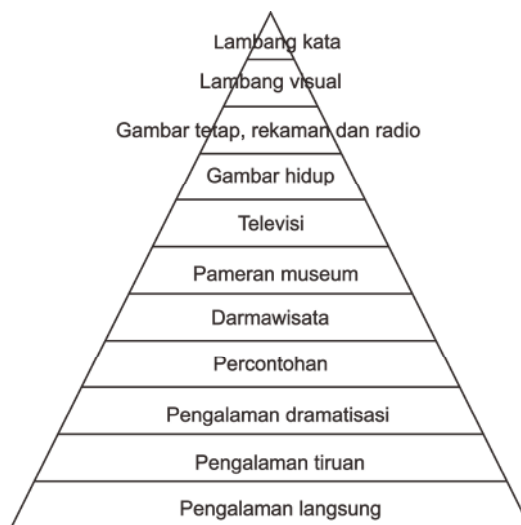 Lambang kata
Lambang visual
Gambar tetap, rekaman dan radio
Gambar hidup
Televisi
Pameran museum
Darmawisata
Percontohan
Pengalaman dramatisasi
Pengalaman tiruan
Pengalaman langsung